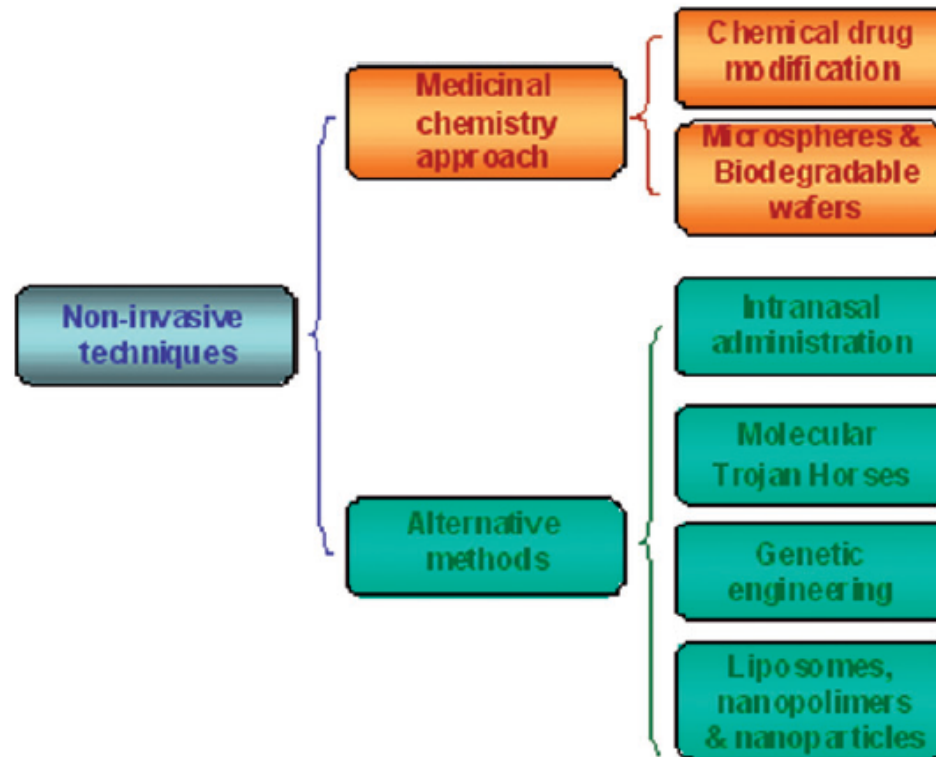 Chemical drug
modification
Medicinal
chemistry
approach
Microspheres &
Biodegradable
wafers
Non-invasive
techniques
Intranasal
administration
Molecular
Trojan Horses
Alternative
methods
Genetic
engineering
Liposomes,
nanopolimers
& nanoparticles